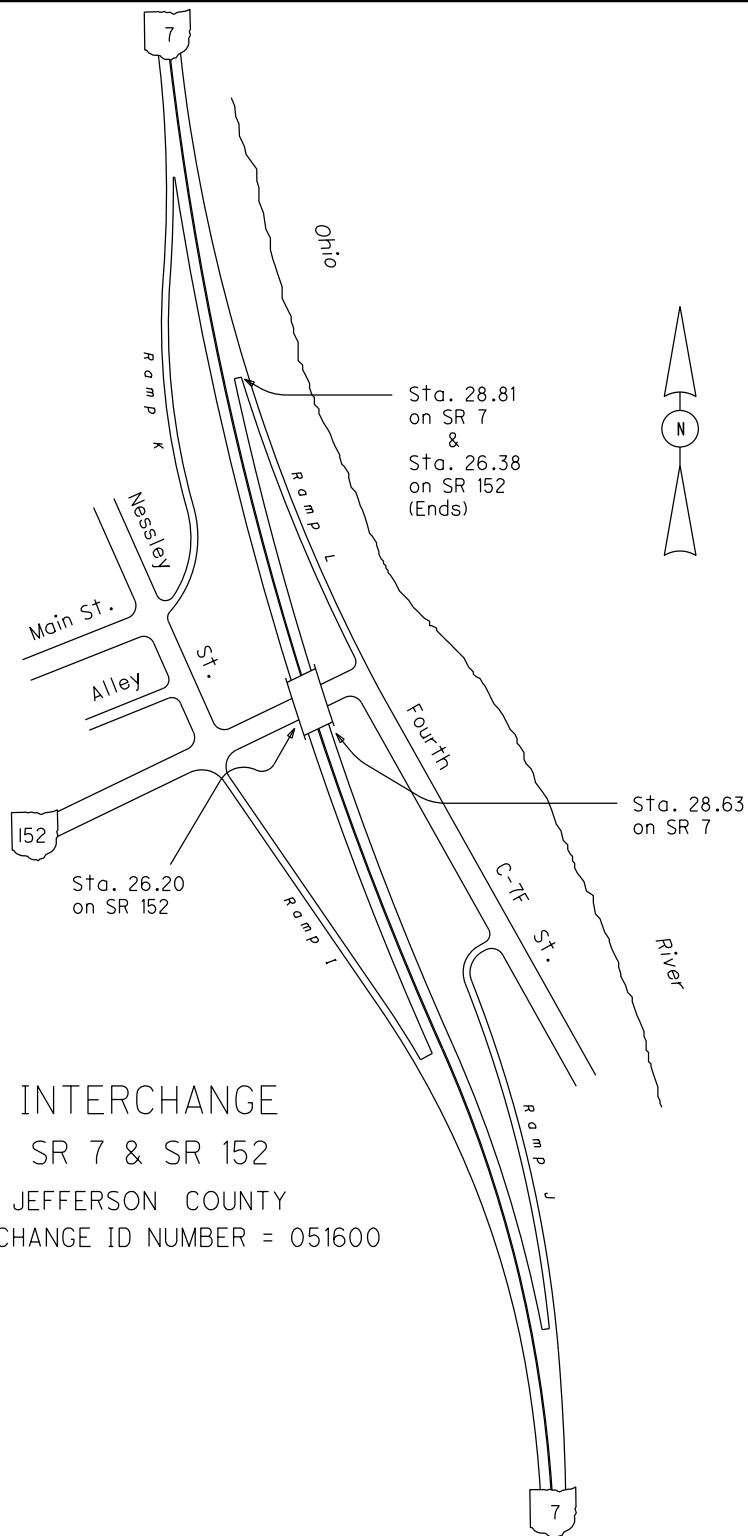 7
Ohio
Sta. 28.81
on SR 7
&
Sta. 26.38
on SR 152
(Ends)
N
Ramp K
Ramp L
Nessley
St.
Main St.
Alley
Fourth
152
Sta. 28.63
on SR 7
Sta. 26.20
on SR 152
C-7F
St.
Ramp I
River
INTERCHANGE
SR 7 & SR 152
JEFFERSON COUNTY
CHANGE ID NUMBER = 051600
Ramp J
7